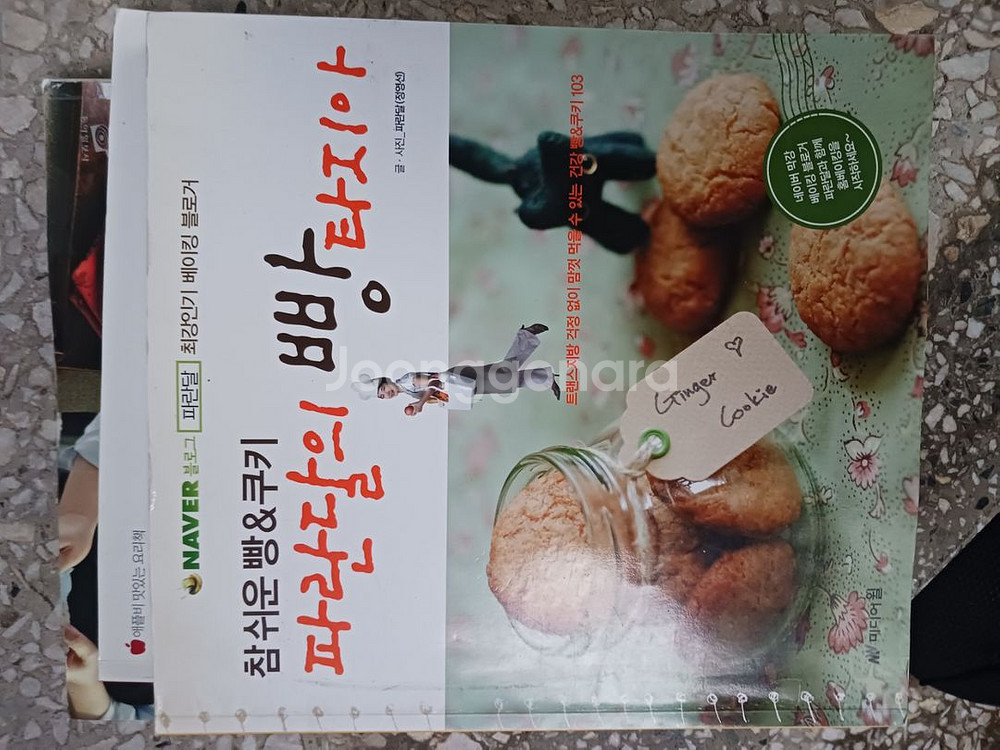 NAVER 블로그 파란달 최강인기 베이킹 블로거
참 쉬운 빵&쿠키
파란달의 빵 타지아
글·사진_파란달(정영선)
트랜스지방 걱정 없이 맘껏 먹을 수 있는 건강 빵&쿠키 103
네이버 막강
베이킹 블로거
파란달과 함께
홈베이킹을
시작하세요~
Ginger
Cookie
미디어윌
애플비 맛있는 요리책
Joonggonara